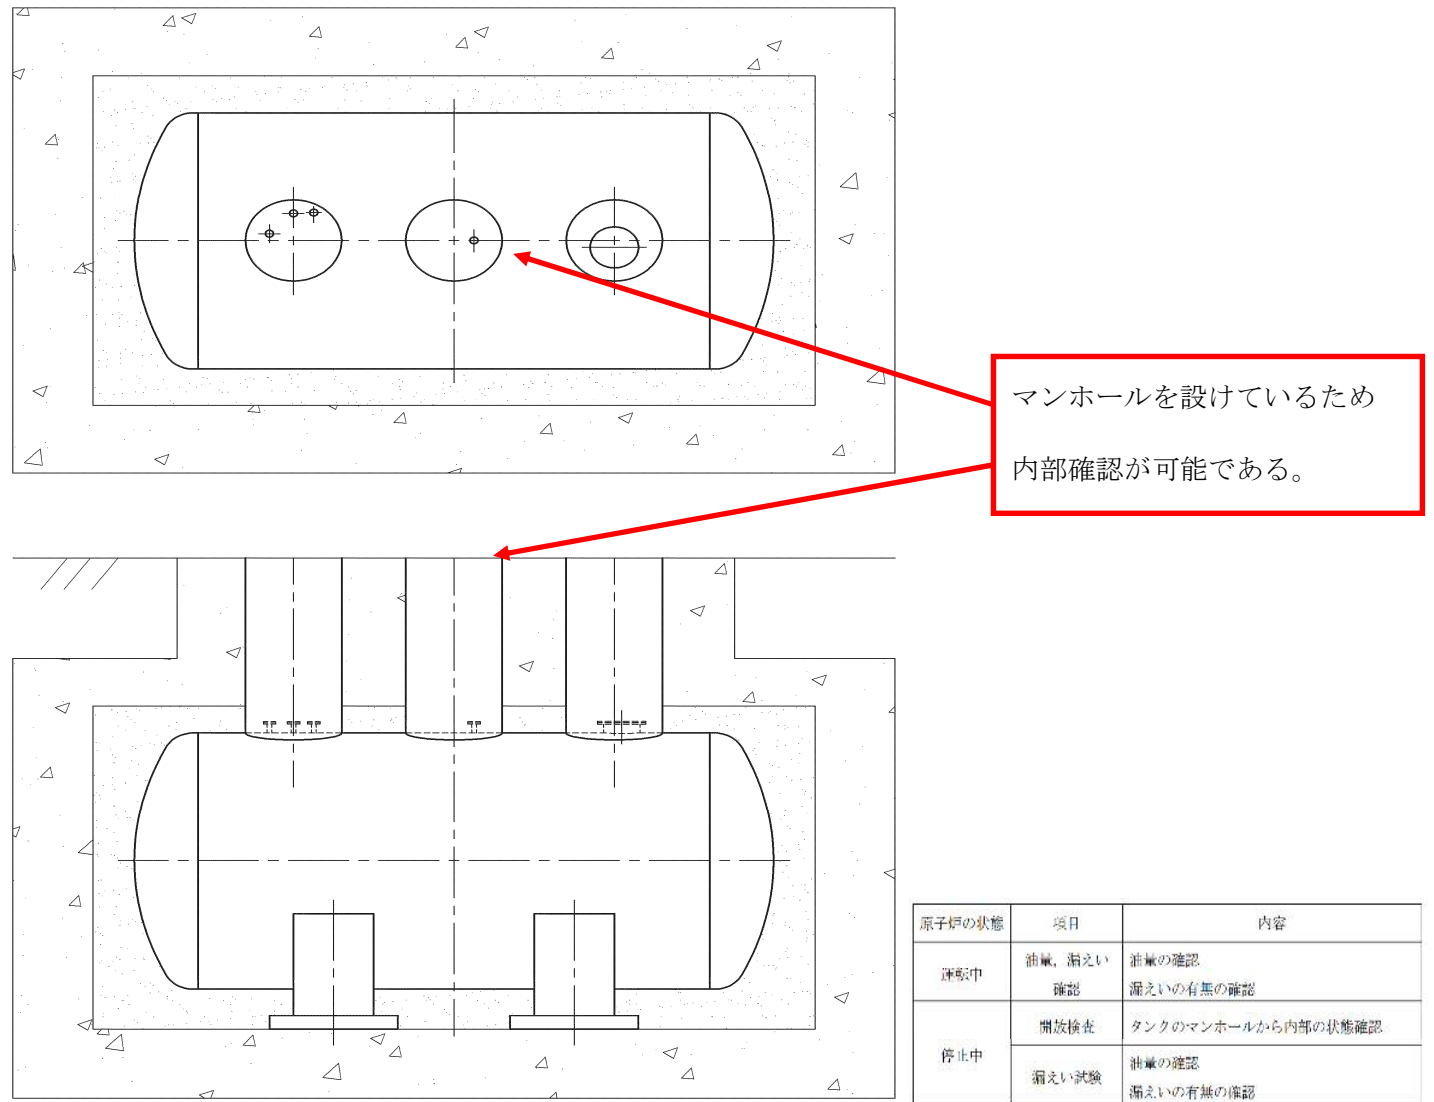 マンホールを設けているため
内部確認が可能である。
原子炉の状態 項目 内容
運転中
油量，漏えい
確認
油量の確認
漏えいの有無の確認
停止中
開放検査 タンクのマンホールから内部の状態確認
漏えい試験
油量の確認
漏えいの有無の確認